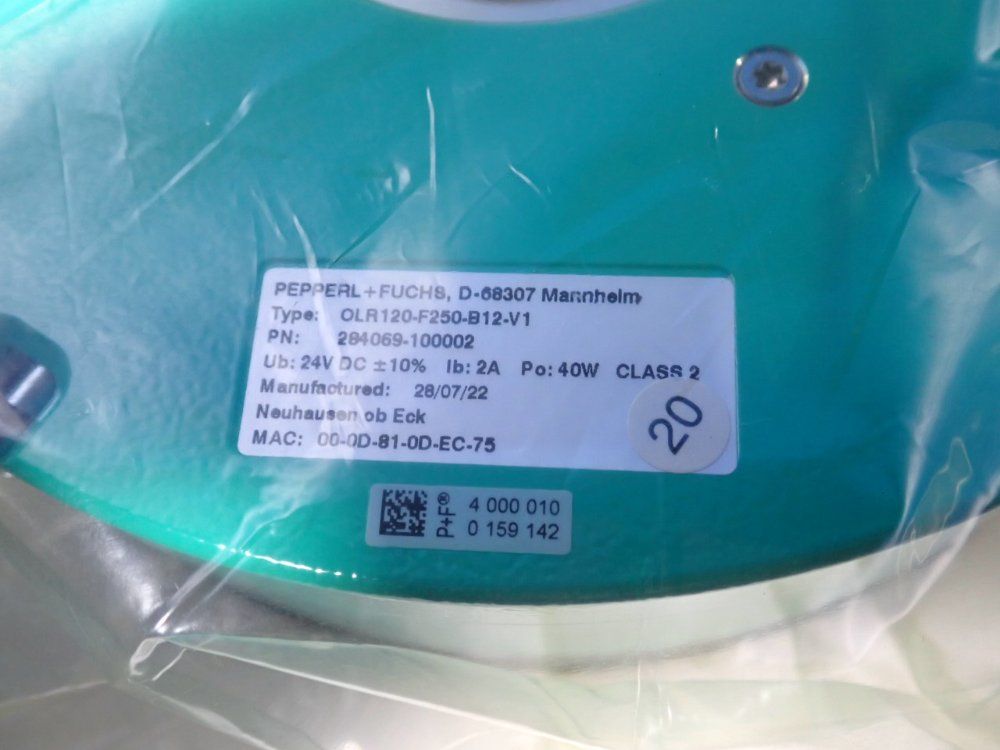 PEPPERL+FUCHS, D-68307 Mannheim
Type: OLR120-F250-B12-V1
PN: 284069-100002
Ub: 24V DC ±10% Ib: 2A Po: 40W CLASS 2
Manufactured: 28/07/22
Neuhausen ob Eck
MAC: 00-0D-81-0D-EC-75
20
P+F®
4 000 010
0 159 142